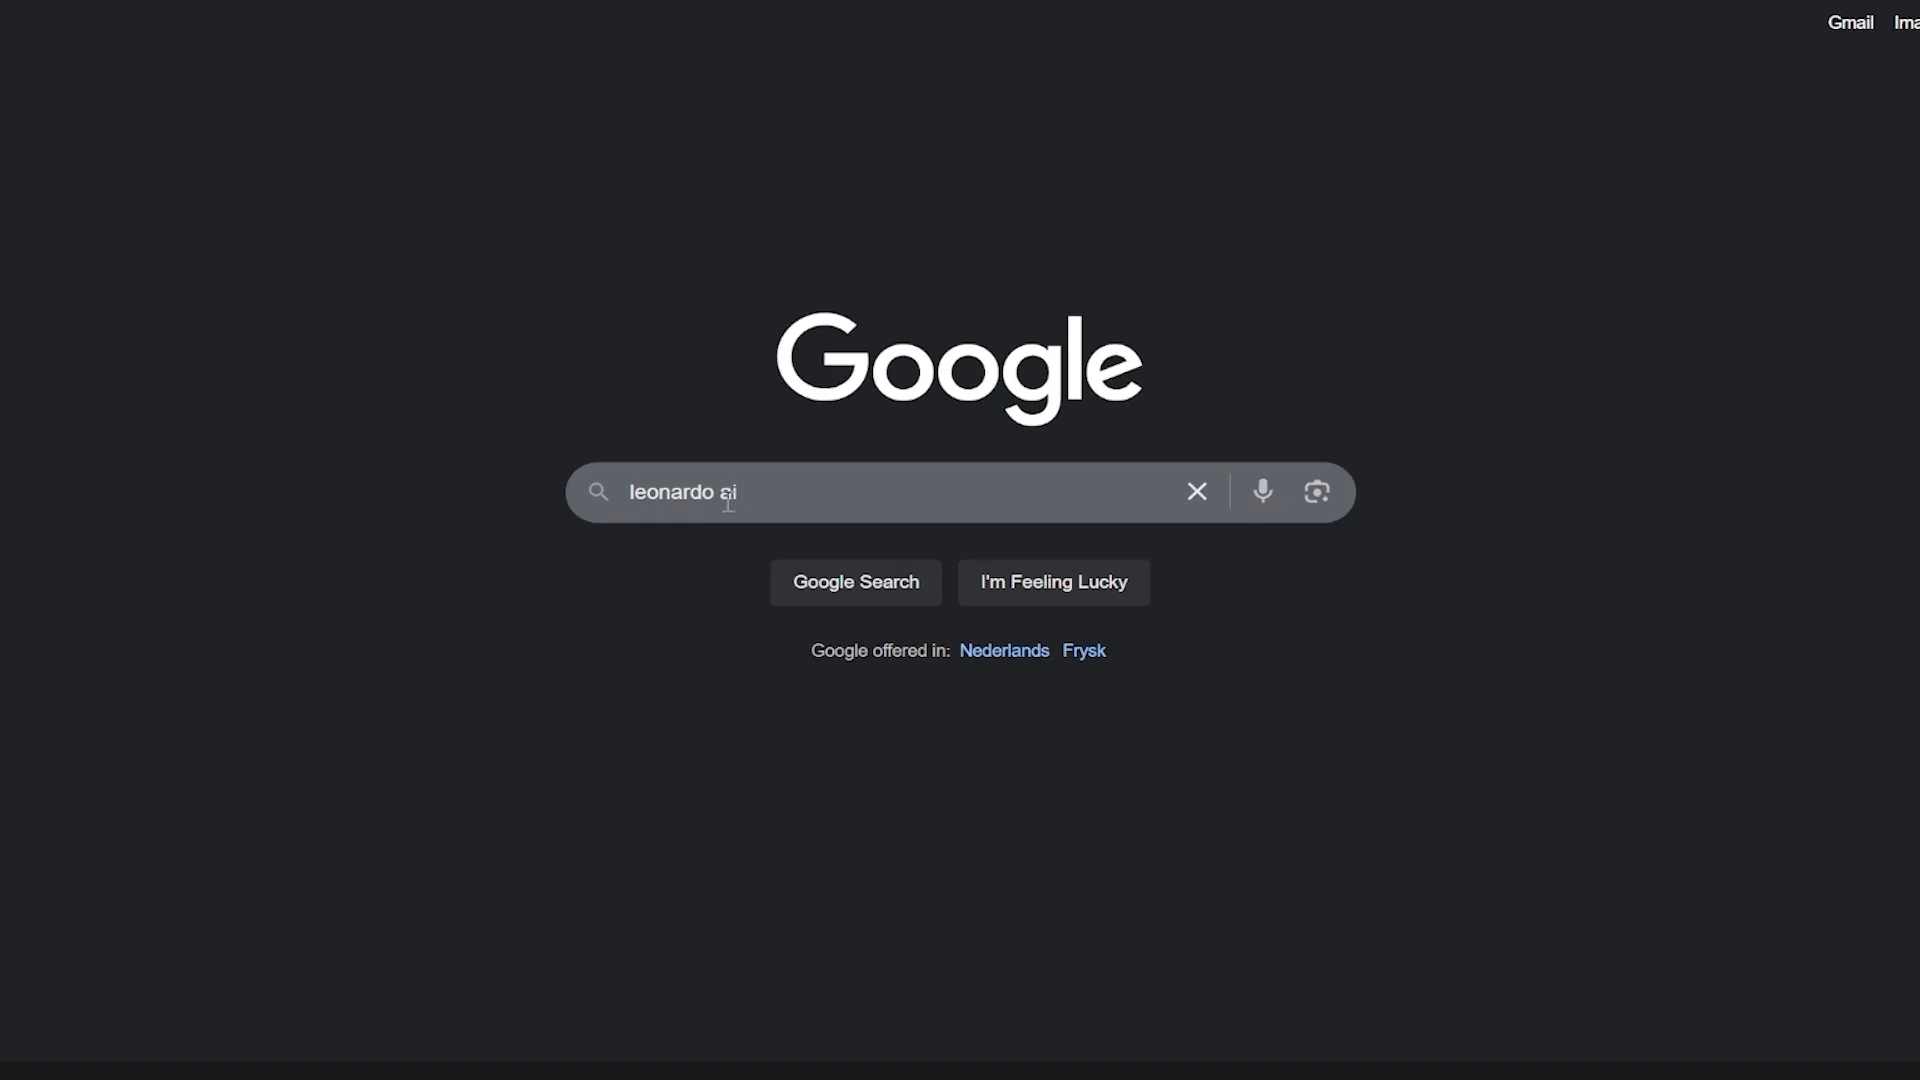 Gmail Ima
Google
leonardo ai
Google Search I'm Feeling Lucky
Google offered in: Nederlands Frysk